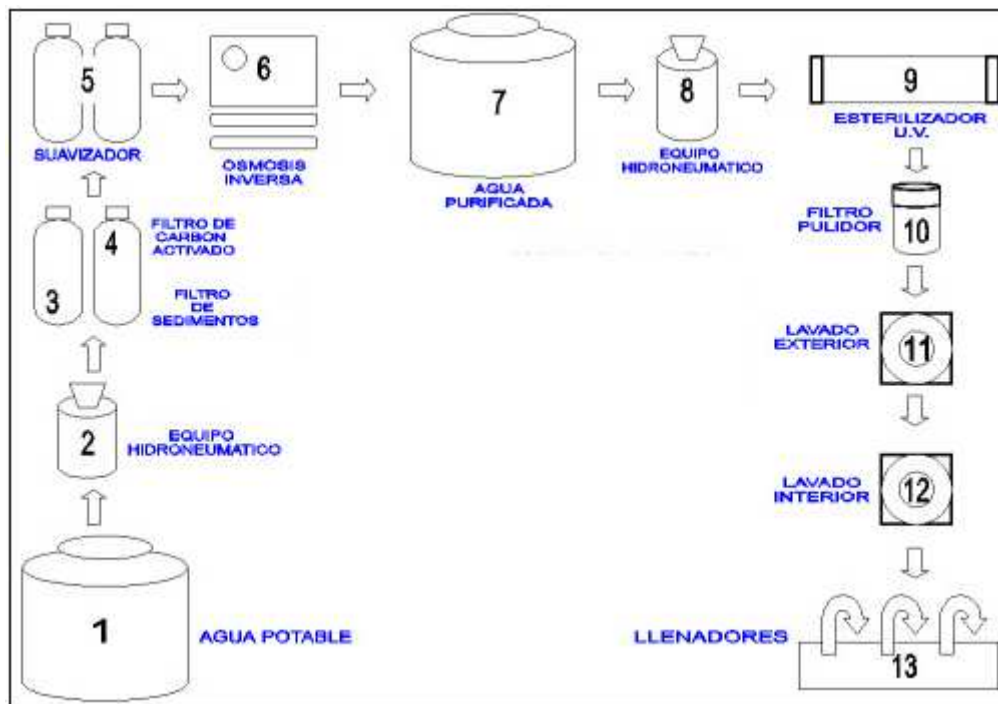 5
SUAVIZADOR
6
OSMOSIS
INVERSA
7
AGUA
PURIFICADA
8
EQUIPO
HIDRONEUMATICO
9
ESTERILIZADOR
U.V.
FILTRO
PULIDOR
10
3
4
FILTRO DE
CARBON
ACTIVADO
FILTRO
DE
SEDIMENTOS
LAVADO
EXTERIOR
11
2
EQUIPO
HIDRONEUMATICO
LAVADO
INTERIOR
12
1
AGUA POTABLE
LLENADORES
13